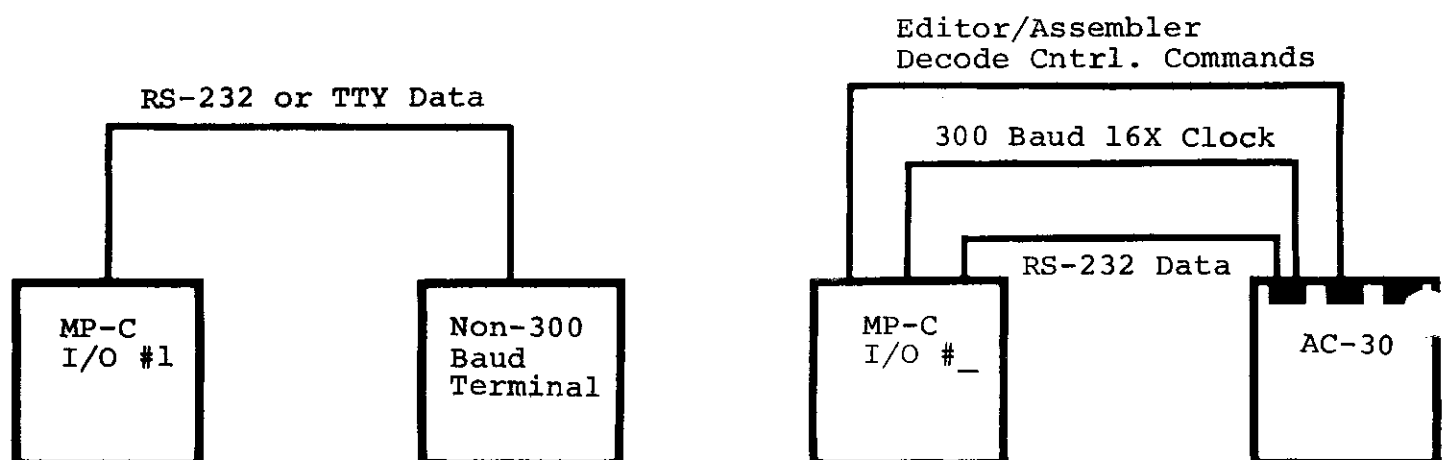 Editor/Assembler
Decode Cntrl. Commands
RS-232 or TTY Data
300 Baud 16X Clock
RS-232 Data
MP-C
I/O #1
Non-300
Baud
Terminal
MP-C
I/O #_
AC-30